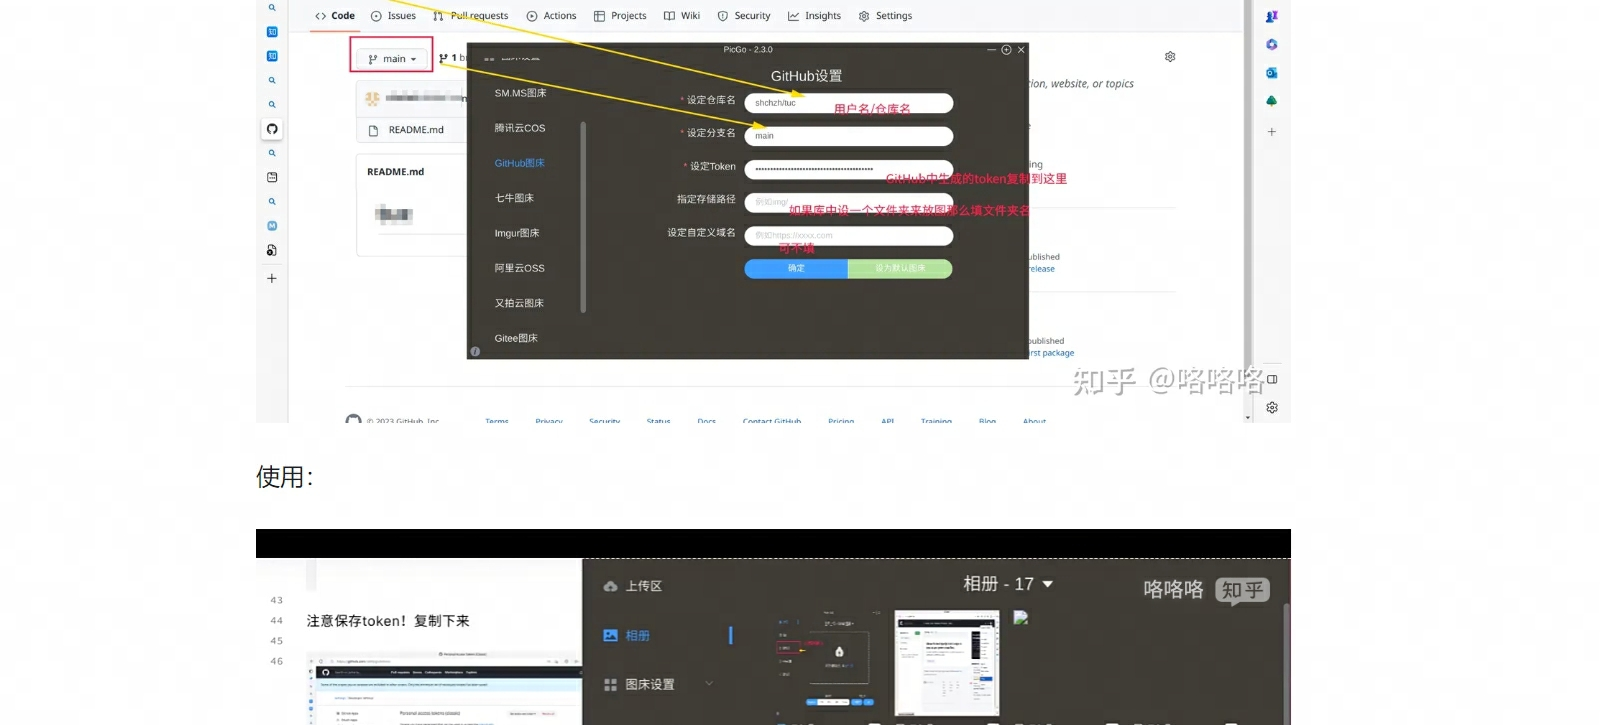 Code Issues Pull requests Actions Projects Wiki Security Insights Settings
PicGo - 2.3.0
main
1
GitHub设置
tion, website, or topics
SM.MS图床
* 设定仓库名 shchzh/tuc
用户名/仓库名
README.md
腾讯云COS
* 设定分支名 main
GitHub图床
* 设定Token
GitHub中生成的token复制到这里
README.md
七牛图床
指定存储路径 例如img/
如果库中设一个文件夹来放图那么填文件夹名
Imgur图床
设定自定义域名 例如https://xxxx.com
可不填
阿里云OSS
确定 设为默认图床
ublished
release
又拍云图床
Gitee图床
ublished
rst package
知乎 @咯咯咯
© 2023 GitHub, Inc. Terms Privacy Security Status Docs Contact GitHub Pricing API Training Blog About
使用：
上传区
相册 - 17
咯咯咯 知乎
43
44 注意保存token！复制下来
45
相册
46
图床设置
Personal access tokens (classic)